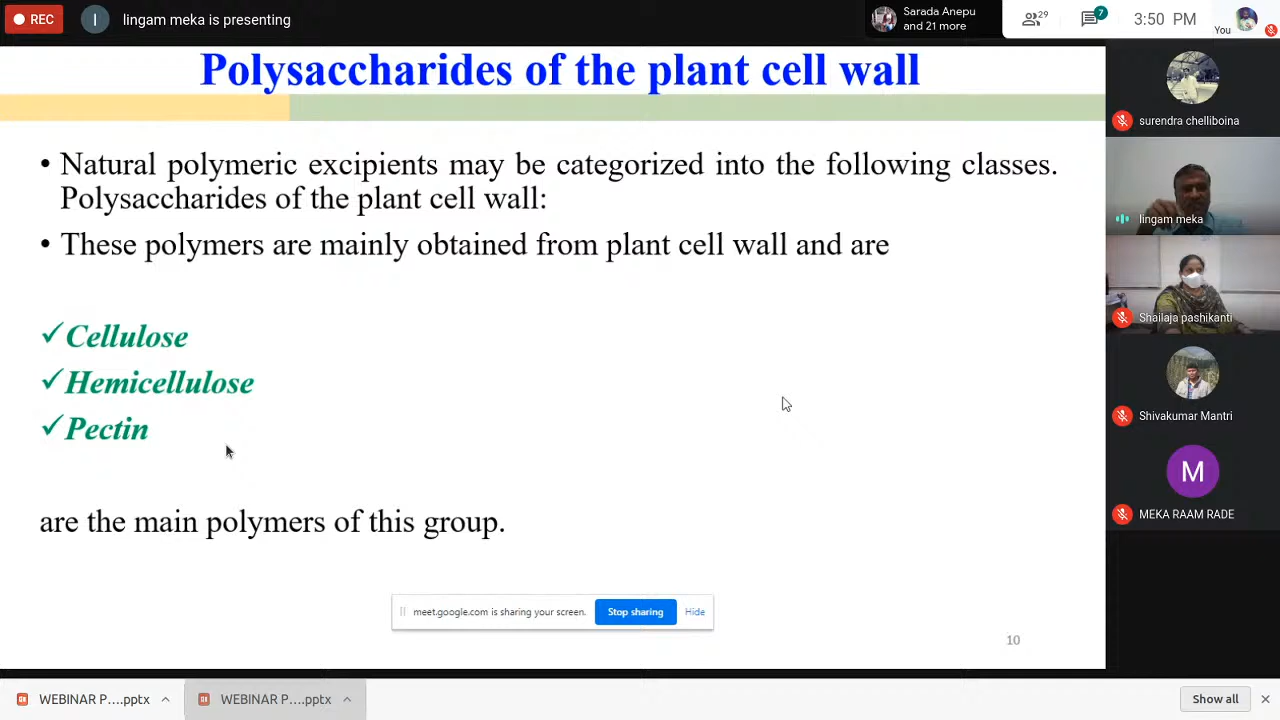 REC
I
lingam meka is presenting
Sarada Anepu
and 21 more
29
7
3:50 PM
You
Polysaccharides of the plant cell wall
• Natural polymeric excipients may be categorized into the following classes.
Polysaccharides of the plant cell wall:
• These polymers are mainly obtained from plant cell wall and are
✓Cellulose
✓Hemicellulose
✓Pectin
are the main polymers of this group.
meet.google.com is sharing your screen.
Stop sharing
Hide
10
surendra chelliboina
lingam meka
Shailaja pashikanti
Shivakumar Mantri
M
MEKA RAAM RADE
WEBINAR P....pptx
WEBINAR P....pptx
Show all